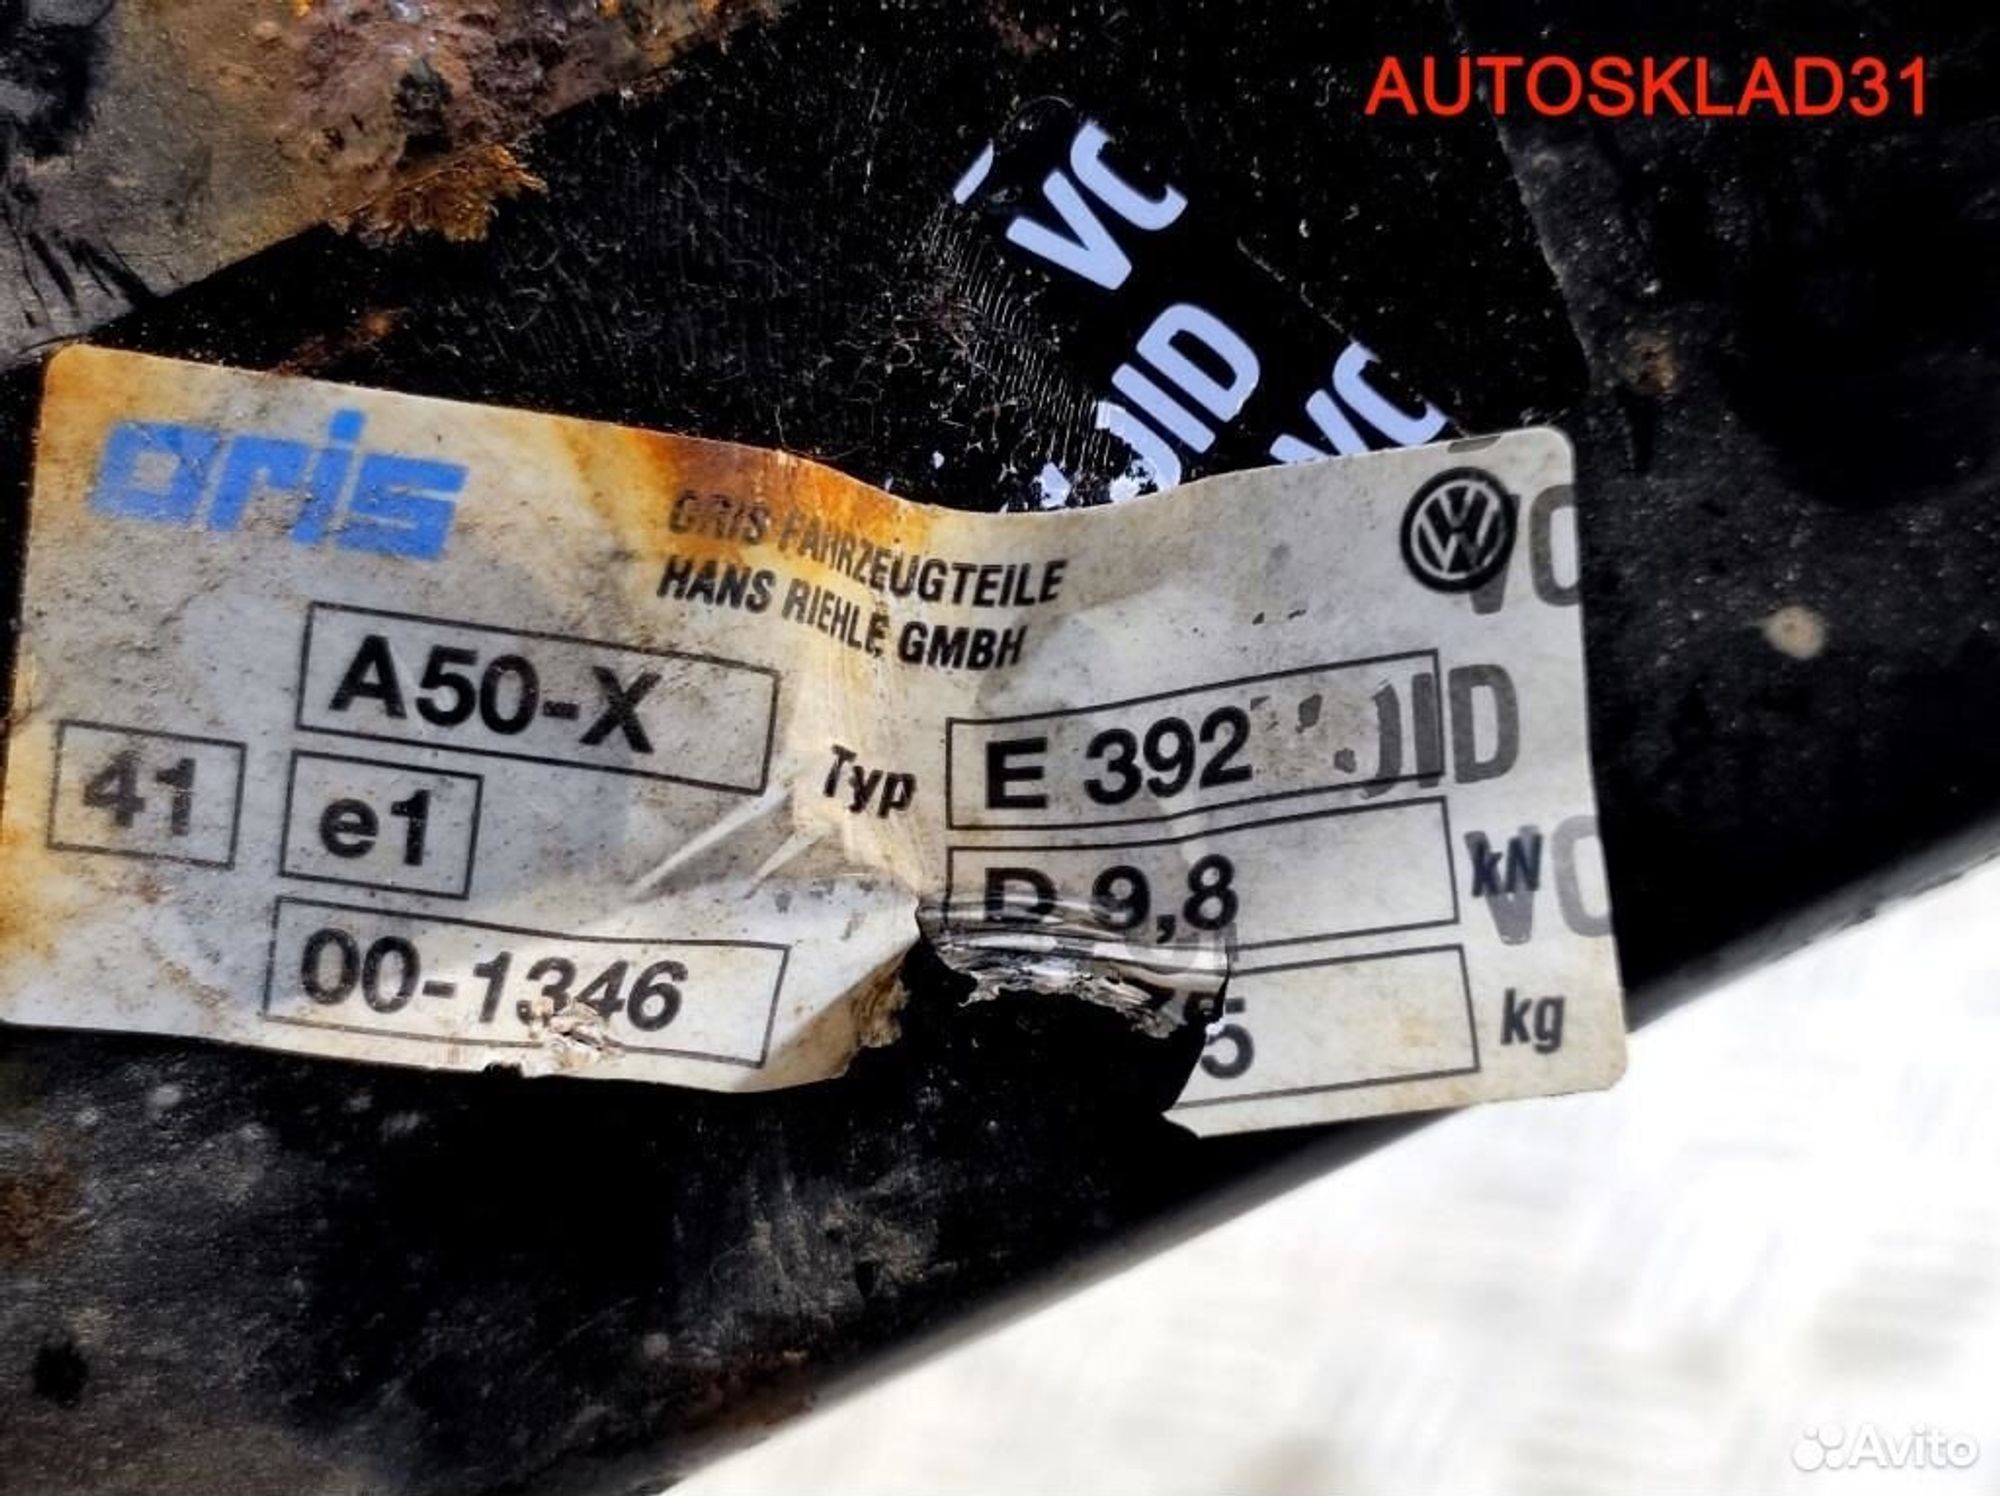 AUTOSKLAD31
oris
ORIS FAHRZEUGTEILE
HANS RIEHLE GMBH
A50-X
41
e1
00-1346
Typ
E 392
D 9,8 kN
75 kg
Avito